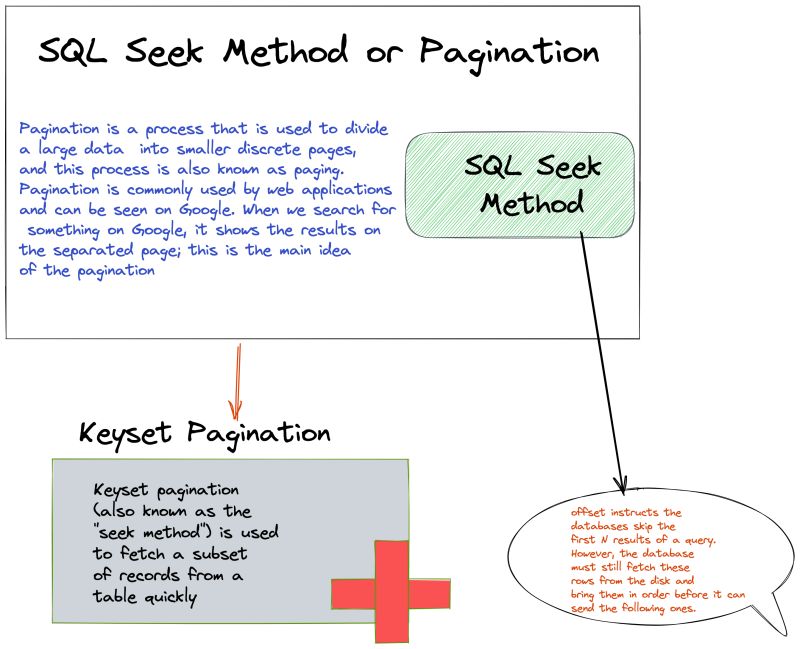 SQL Seek Method or Pagination
Pagination is a process that is used to divide
a large data into smaller discrete pages,
and this process is also known as paging.
Pagination is commonly used by web applications
and can be seen on Google. When we search for
something on Google, it shows the results on
the separated page; this is the main idea
of the pagination
SQL Seek
Method
Keyset Pagination
Keyset pagination
(also known as the
"seek method") is used
to fetch a subset
of records from a
table quickly
offset instructs the
databases skip the
first N results of a query.
However, the database
must still fetch these
rows from the disk and
bring them in order before it can
send the following ones.